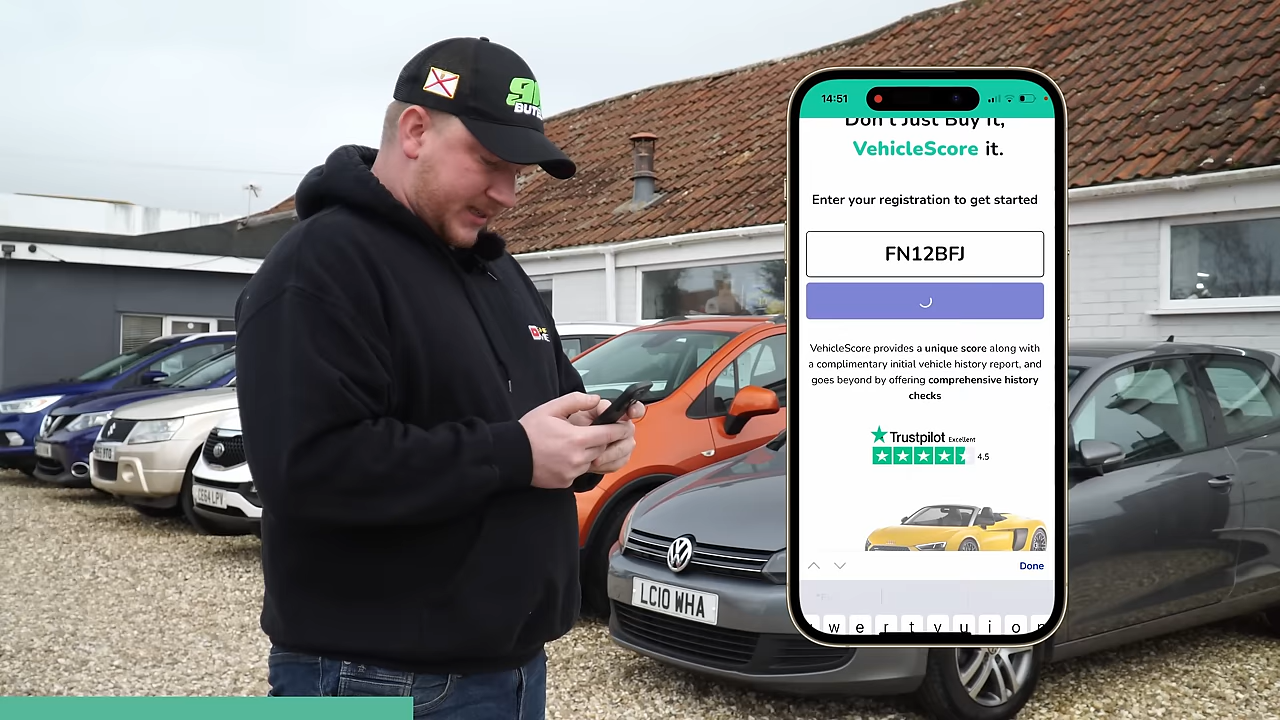 14:51
Don't Just Buy It,
VehicleScore it.
Enter your registration to get started
FN12BFJ
VehicleScore provides a unique score along with
a complimentary initial vehicle history report, and
goes beyond by offering comprehensive history
checks
Trustpilot Excellent
4.5
Done
w e r t y u i o p
LC10 WHA
CE64 LPV